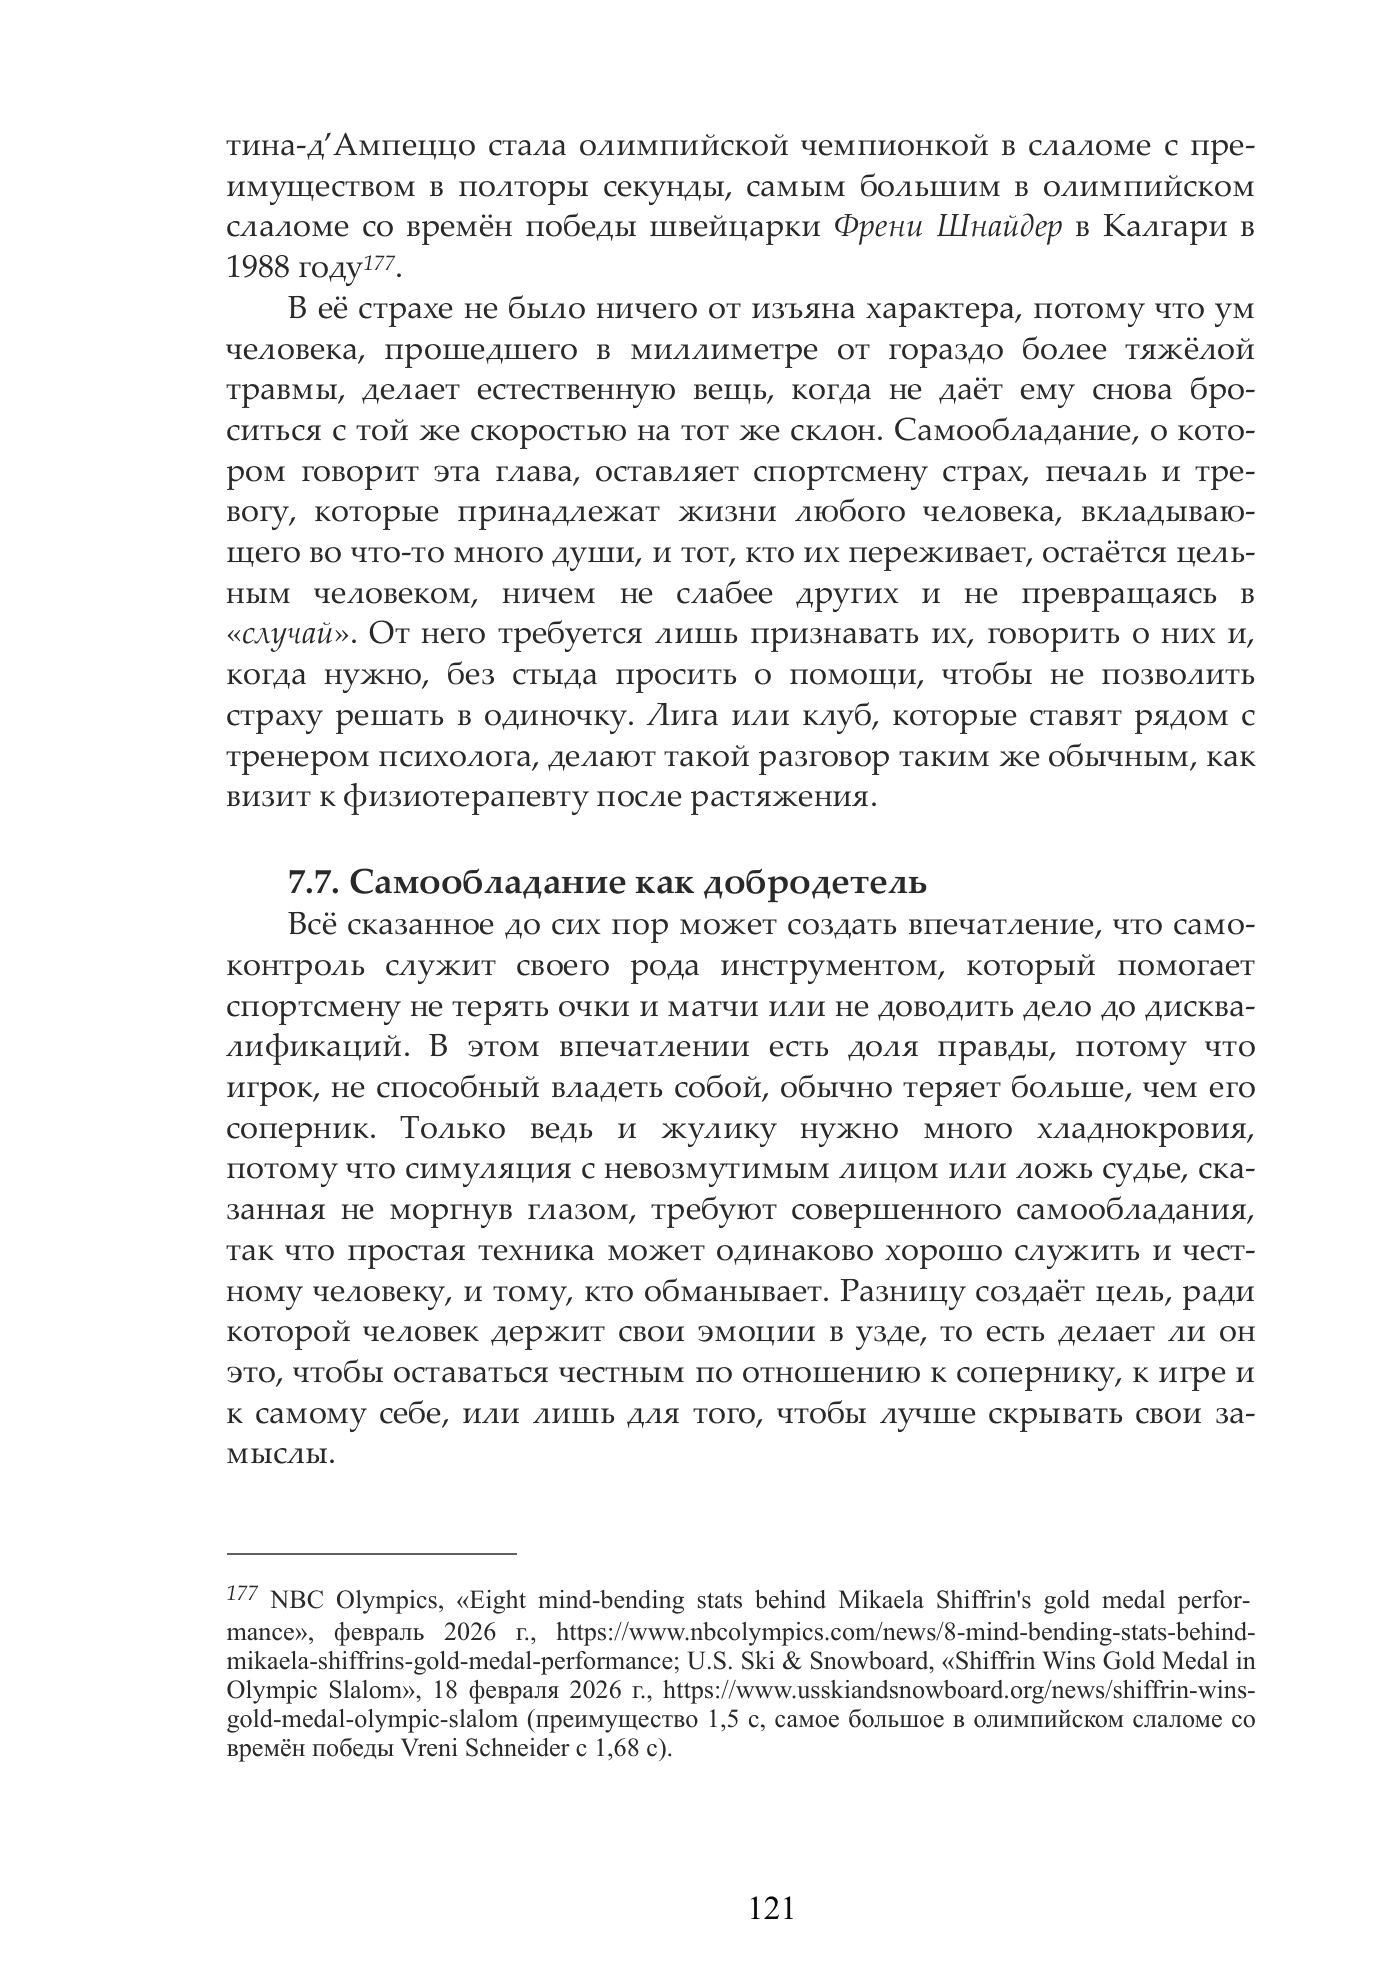 тина-д’Ампеццо стала олимпийской чемпионкой в слаломе с пре-
имуществом в полторы секунды, самым большим в олимпийском
слаломе со времён победы швейцарки Френи Шнайдер в Калгари в
1988 году177.
В её страхе не было ничего от изъяна характера, потому что ум
человека, прошедшего в миллиметре от гораздо более тяжёлой
травмы, делает естественную вещь, когда не даёт ему снова бро-
ситься с той же скоростью на тот же склон. Самообладание, о кото-
ром говорит эта глава, оставляет спортсмену страх, печаль и тре-
вогу, которые принадлежат жизни любого человека, вкладываю-
щего во что-то много души, и тот, кто их переживает, остаётся цель-
ным человеком, ничем не слабее других и не превращаясь в
«случай». От него требуется лишь признавать их, говорить о них и,
когда нужно, без стыда просить о помощи, чтобы не позволить
страху решать в одиночку. Лига или клуб, которые ставят рядом с
тренером психолога, делают такой разговор таким же обычным, как
визит к физиотерапевту после растяжения.
7.7. Самообладание как добродетель
Всё сказанное до сих пор может создать впечатление, что само-
контроль служит своего рода инструментом, который помогает
спортсмену не терять очки и матчи или не доводить дело до дисква-
лификаций. В этом впечатлении есть доля правды, потому что
игрок, не способный владеть собой, обычно теряет больше, чем его
соперник. Только ведь и жулику нужно много хладнокровия,
потому что симуляция с невозмутимым лицом или ложь судье, ска-
занная не моргнув глазом, требуют совершенного самообладания,
так что простая техника может одинаково хорошо служить и чест-
ному человеку, и тому, кто обманывает. Разницу создаёт цель, ради
которой человек держит свои эмоции в узде, то есть делает ли он
это, чтобы оставаться честным по отношению к сопернику, к игре и
к самому себе, или лишь для того, чтобы лучше скрывать свои за-
мыслы.
177 NBC Olympics, «Eight mind-bending stats behind Mikaela Shiffrin's gold medal perfor-
mance», февраль 2026 г., https://www.nbcolympics.com/news/8-mind-bending-stats-behind-
mikaela-shiffrins-gold-medal-performance; U.S. Ski & Snowboard, «Shiffrin Wins Gold Medal in
Olympic Slalom», 18 февраля 2026 г., https://www.usskiandsnowboard.org/news/shiffrin-wins-
gold-medal-olympic-slalom (преимущество 1,5 с, самое большое в олимпийском слаломе со
времён победы Vreni Schneider с 1,68 с).
121